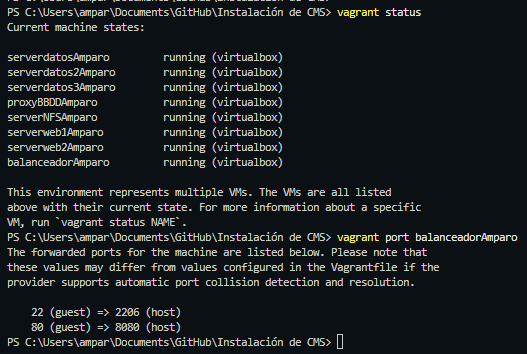 PS C:\Users\ampar\Documents\GitHub\Instalación de CMS> vagrant status
Current machine states:
serverdatosAmparo running (virtualbox)
serverdatos2Amparo running (virtualbox)
serverdatos3Amparo running (virtualbox)
proxyBBDDAmparo running (virtualbox)
serverNFSAmparo running (virtualbox)
serverweb1Amparo running (virtualbox)
serverweb2Amparo running (virtualbox)
balanceadorAmparo running (virtualbox)
This environment represents multiple VMs. The VMs are all listed
above with their current state. For more information about a specific
VM, run `vagrant status NAME`.
PS C:\Users\ampar\Documents\GitHub\Instalación de CMS> vagrant port balanceadorAmparo
The forwarded ports for the machine are listed below. Please note that
these values may differ from values configured in the Vagrantfile if the
provider supports automatic port collision detection and resolution.
22 (guest) => 2206 (host)
80 (guest) => 8080 (host)
PS C:\Users\ampar\Documents\GitHub\Instalación de CMS>